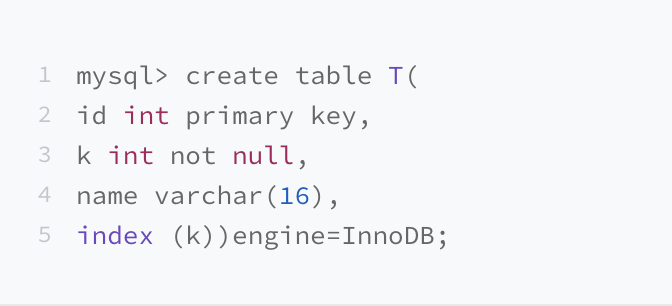 1 mysql> create table T(
2 id int primary key,
3 k int not null,
4 name varchar(16),
5 index (k))engine=InnoDB;